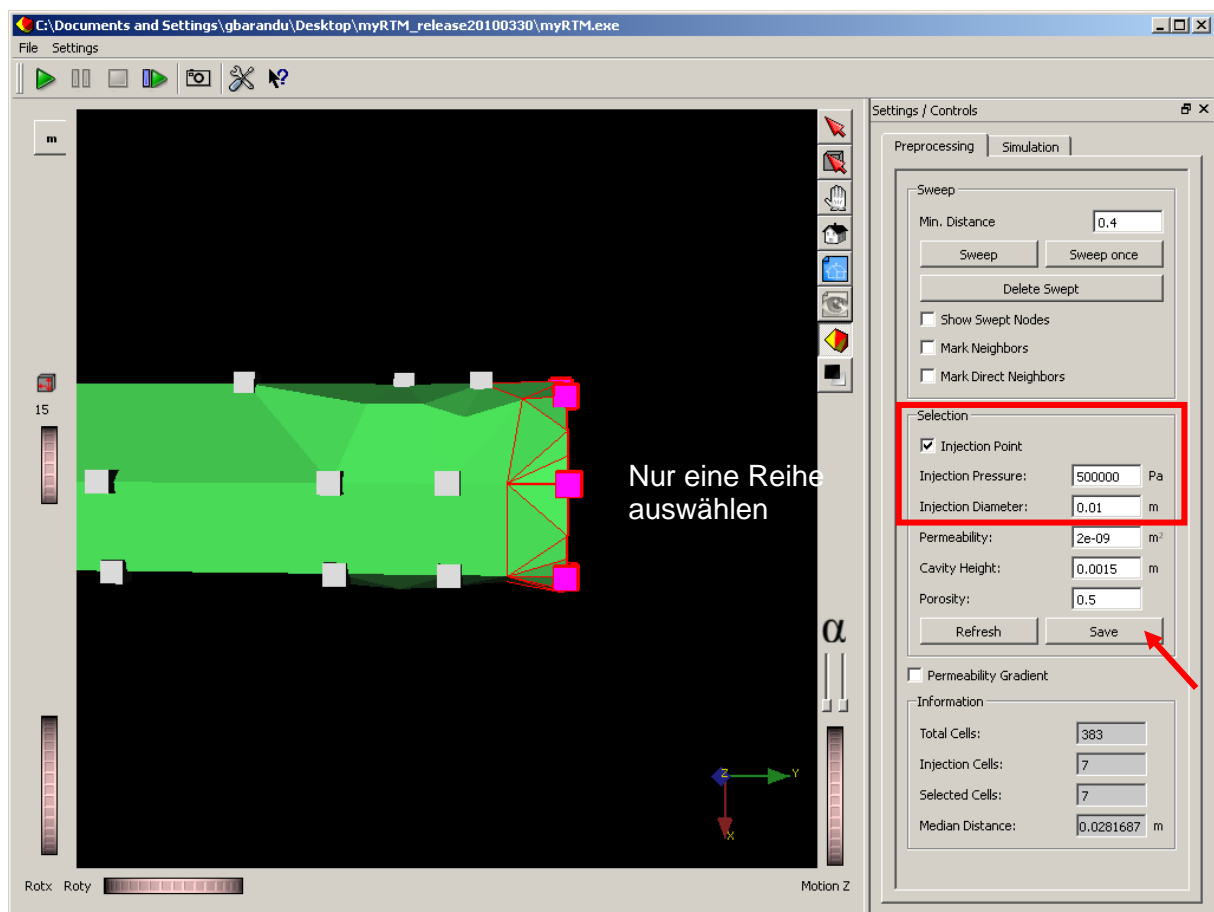 C:\Documents and Settings\gbarandu\Desktop\myRTM_release20100330\myRTM.exe
File Settings
m
15
Nur eine Reihe
auswählen
α
Z
Y
X
Rotx Roty
Motion Z
Settings / Controls
Preprocessing Simulation
Sweep
Min. Distance 0.4
Sweep Sweep once
Delete Swept
Show Swept Nodes
Mark Neighbors
Mark Direct Neighbors
Selection
Injection Point
Injection Pressure: 500000 Pa
Injection Diameter: 0.01 m
Permeability: 2e-09 m²
Cavity Height: 0.0015 m
Porosity: 0.5
Refresh Save
Permeability Gradient
Information
Total Cells: 383
Injection Cells: 7
Selected Cells: 7
Median Distance: 0.0281687 m